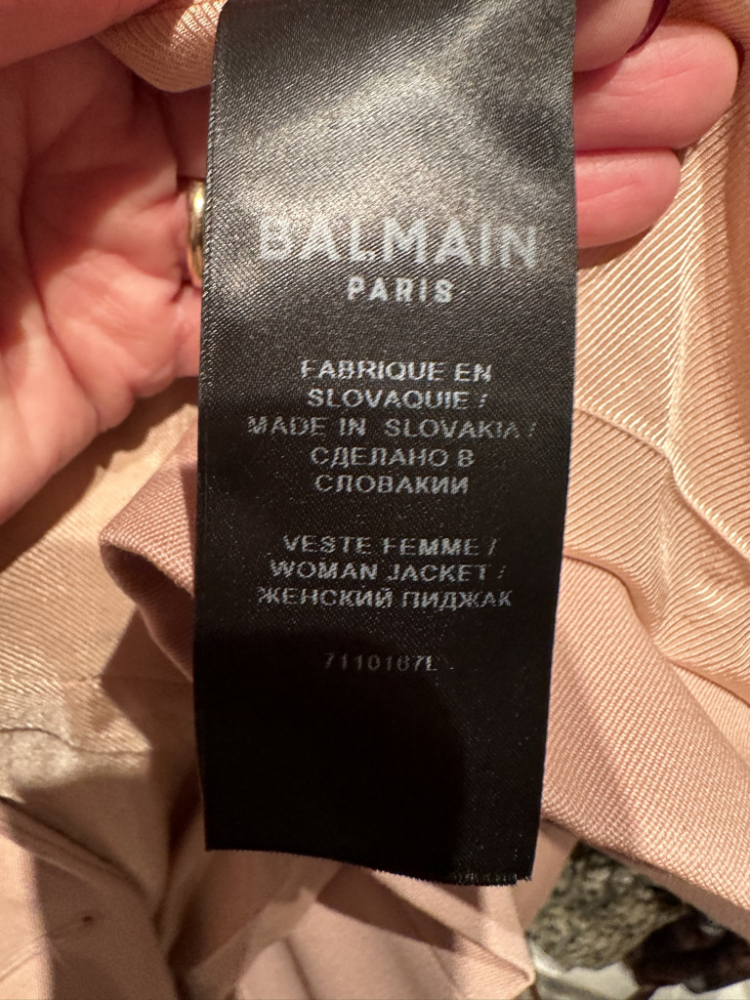 BALMAIN
PARIS
FABRIQUE EN
SLOVAQUIE /
MADE IN SLOVAKIA /
СДЕЛАНО В
СЛОВАКИИ
VESTE FEMME /
WOMAN JACKET /
ЖЕНСКИЙ ПИДЖАК
7110167L